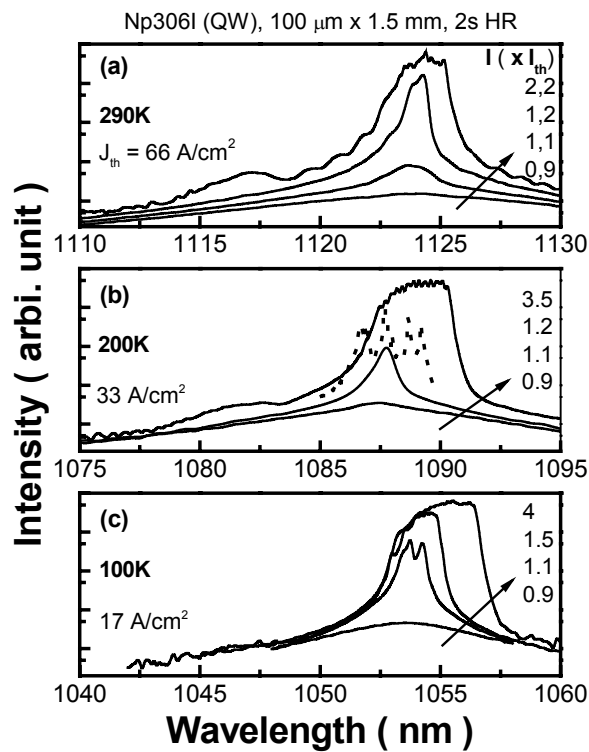 Np306I (QW), 100 μm x 1.5 mm, 2s HR
(a)
I ( x I_th)
290K
J_th = 66 A/cm²
2,2
1,2
1,1
0,9
1110 1115 1120 1125 1130
(b)
200K
33 A/cm²
3.5
1.2
1.1
0.9
1075 1080 1085 1090 1095
(c)
100K
17 A/cm²
4
1.5
1.1
0.9
1040 1045 1050 1055 1060
Wavelength ( nm )
Intensity ( arbi. unit )